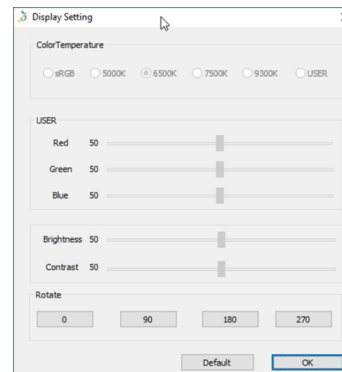 Display Setting
ColorTemperature
sRGB 5000K 6500K 7500K 9300K USER
USER
Red 50
Green 50
Blue 50
Brightness 50
Contrast 50
Rotate
0 90 180 270
Default OK